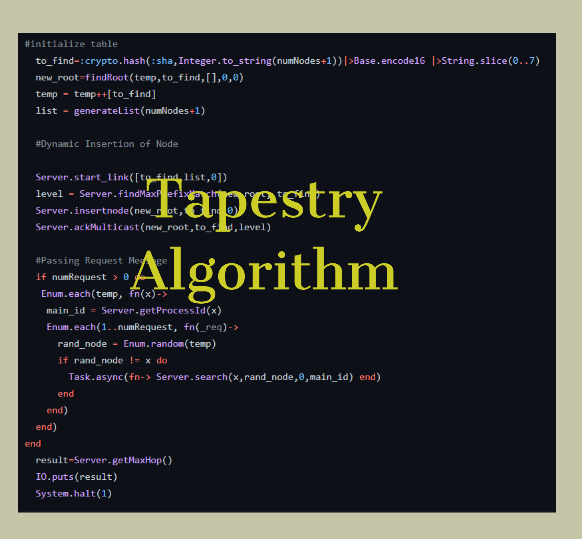 #initialize table
to_find=:crypto.hash(:sha,Integer.to_string(numNodes+1))|>Base.encode16 |>String.slice(0..7)
new_root=findRoot(temp,to_find,[],0,0)
temp = temp++[to_find]
list = generateList(numNodes+1)
#Dynamic Insertion of Node
Server.start_link([to_find,list,0])
level = Server.findMaxPrefixMatch(new_root, to_find)
Server.insertnode(new_root,to_find,0)
Server.ackMulticast(new_root,to_find,level)
Tapestry
Algorithm
#Passing Request Message
if numRequest > 0 do
Enum.each(temp, fn(x)->
main_id = Server.getProcessId(x)
Enum.each(1..numRequest, fn(_req)->
rand_node = Enum.random(temp)
if rand_node != x do
Task.async(fn-> Server.search(x,rand_node,0,main_id) end)
end
end)
end)
end
result=Server.getMaxHop()
IO.puts(result)
System.halt(1)